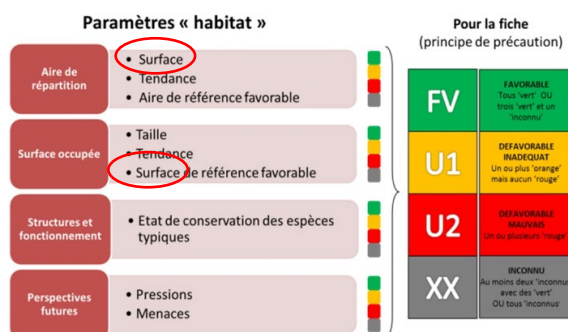 Paramètres « habitat »
Aire de
répartition
• Surface
• Tendance
• Aire de référence favorable
Surface occupée
• Taille
• Tendance
• Surface de référence favorable
Structures et
fonctionnement
• Etat de conservation des espèces
typiques
Perspectives
futures
• Pressions
• Menaces
Pour la fiche
(principe de précaution)
FV
FAVORABLE
Tous 'vert' OU
trois 'vert' et un
'inconnu'
U1
DEFAVORABLE
INADEQUAT
Un ou plus 'orange'
mais aucun 'rouge'
U2
DEFAVORABLE
MAUVAIS
Un ou plusieurs 'rouge'
XX
INCONNU
Au moins deux 'inconnus'
avec des 'vert'
OU tous 'inconnus'